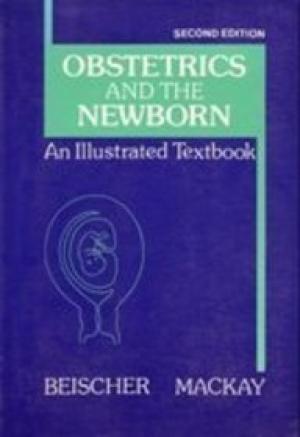 SECOND EDITION
OBSTETRICS
AND THE
NEWBORN
An Illustrated Textbook
BEISCHER MACKAY